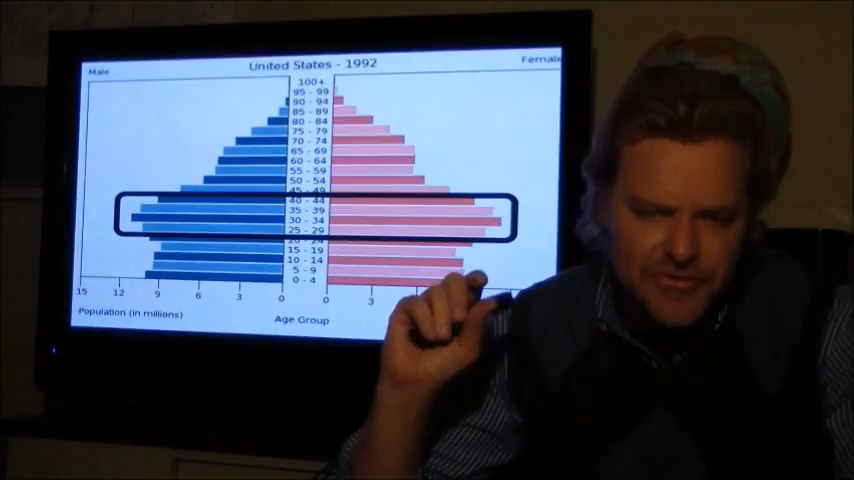 United States - 1992
Male
Female
100+
95 - 99
90 - 94
85 - 89
80 - 84
75 - 79
70 - 74
65 - 69
60 - 64
55 - 59
50 - 54
45 - 49
40 - 44
35 - 39
30 - 34
25 - 29
20 - 24
15 - 19
10 - 14
5 - 9
0 - 4
15 12 9 6 3 0 0 3
Population (in millions)
Age Group